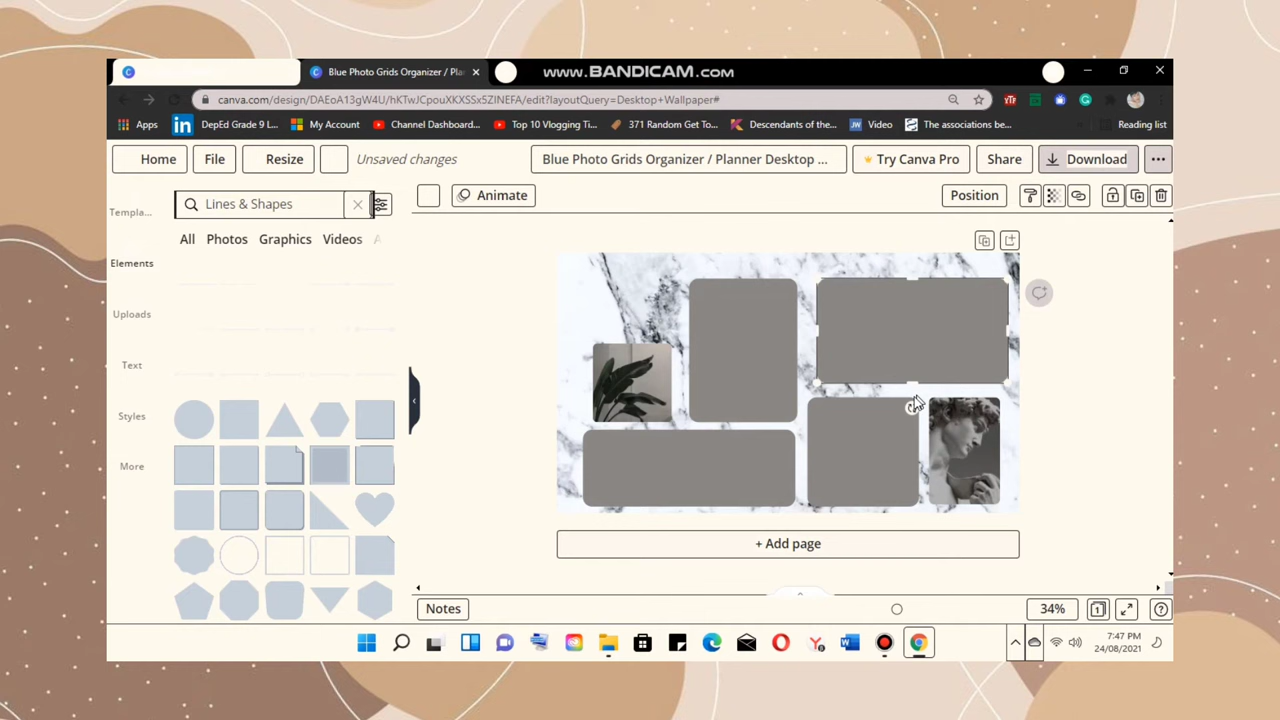 Blue Photo Grids Organizer / Pla
www.BANDICAM.com
canva.com/design/DAEoA13gW4U/hKTwJCpouXKXSSx5ZINEFA/edit?layoutQuery=Desktop+Wallpaper#
Apps
DepEd Grade 9 L...
My Account
Channel Dashboard...
Top 10 Vlogging Ti...
371 Random Get To...
Descendants of the...
Video
The associations be...
Reading list
Home
File
Resize
Unsaved changes
Blue Photo Grids Organizer / Planner Desktop ...
Try Canva Pro
Share
Download
Animate
Position
Templa...
Lines & Shapes
All
Photos
Graphics
Videos
A
Elements
Uploads
Text
Styles
More
+ Add page
Notes
34%
1
7:47 PM
24/08/2021